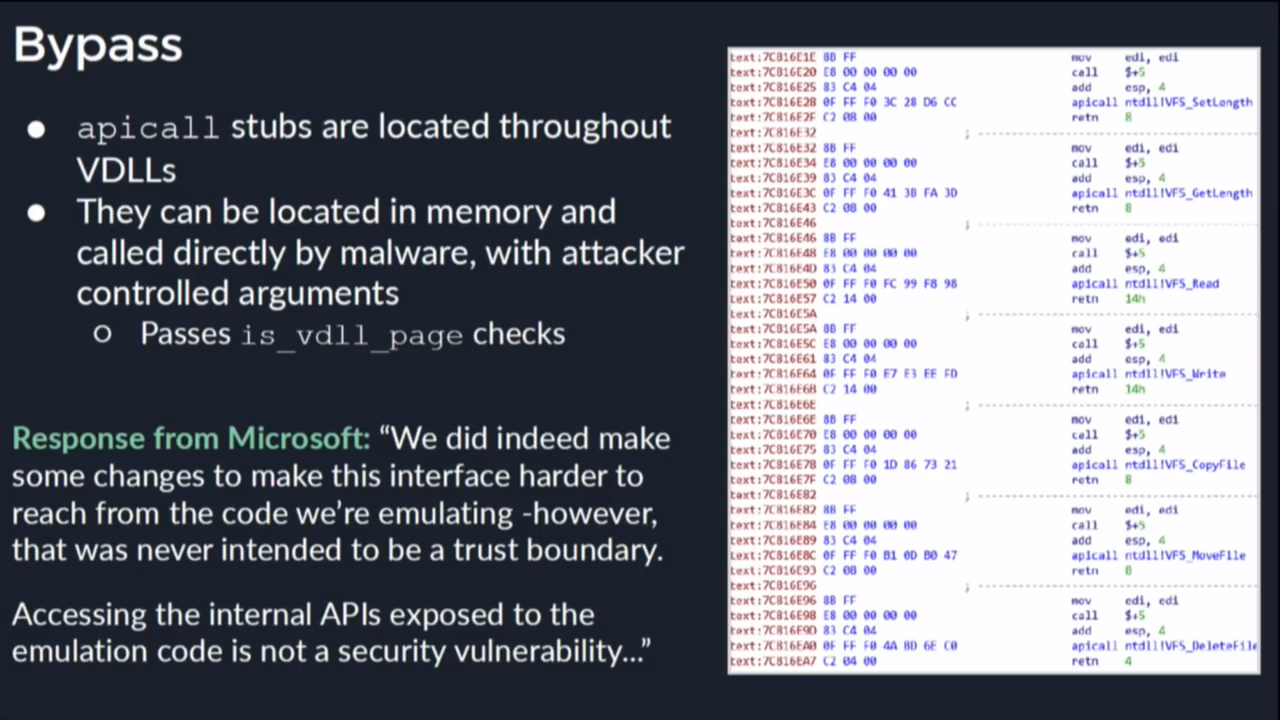 Bypass
● apicall stubs are located throughout
VDLLs
● They can be located in memory and
called directly by malware, with attacker
controlled arguments
○ Passes is_vdll_page checks
Response from Microsoft: “We did indeed make
some changes to make this interface harder to
reach from the code we’re emulating -however,
that was never intended to be a trust boundary.
Accessing the internal APIs exposed to the
emulation code is not a security vulnerability...”
text:7C816E1E 8B FF mov edi, edi
text:7C816E20 E8 00 00 00 00 call $+5
text:7C816E25 83 C4 04 add esp, 4
text:7C816E28 0F FF F0 3C 28 D6 CC apicall ntdll!VFS_SetLength
text:7C816E2F C2 08 00 retn 8
text:7C816E32 ; ---------------------------
text:7C816E32 8B FF mov edi, edi
text:7C816E34 E8 00 00 00 00 call $+5
text:7C816E39 83 C4 04 add esp, 4
text:7C816E3C 0F FF F0 41 3B FA 3D apicall ntdll!VFS_GetLength
text:7C816E43 C2 08 00 retn 8
text:7C816E46 ; ---------------------------
text:7C816E46 8B FF mov edi, edi
text:7C816E48 E8 00 00 00 00 call $+5
text:7C816E4D 83 C4 04 add esp, 4
text:7C816E50 0F FF F0 FC 99 F8 98 apicall ntdll!VFS_Read
text:7C816E57 C2 14 00 retn 14h
text:7C816E5A ; ---------------------------
text:7C816E5A 8B FF mov edi, edi
text:7C816E5C E8 00 00 00 00 call $+5
text:7C816E61 83 C4 04 add esp, 4
text:7C816E64 0F FF F0 E7 E3 EE FD apicall ntdll!VFS_Write
text:7C816E6B C2 14 00 retn 14h
text:7C816E6E ; ---------------------------
text:7C816E6E 8B FF mov edi, edi
text:7C816E70 E8 00 00 00 00 call $+5
text:7C816E75 83 C4 04 add esp, 4
text:7C816E78 0F FF F0 1D 86 73 21 apicall ntdll!VFS_CopyFile
text:7C816E7F C2 08 00 retn 8
text:7C816E82 ; ---------------------------
text:7C816E82 8B FF mov edi, edi
text:7C816E84 E8 00 00 00 00 call $+5
text:7C816E89 83 C4 04 add esp, 4
text:7C816E8C 0F FF F0 B1 0D B0 47 apicall ntdll!VFS_MoveFile
text:7C816E93 C2 08 00 retn 8
text:7C816E96 ; ---------------------------
text:7C816E96 8B FF mov edi, edi
text:7C816E98 E8 00 00 00 00 call $+5
text:7C816E9D 83 C4 04 add esp, 4
text:7C816EA0 0F FF F0 4A BD 6E C0 apicall ntdll!VFS_DeleteFile
text:7C816EA7 C2 04 00 retn 4